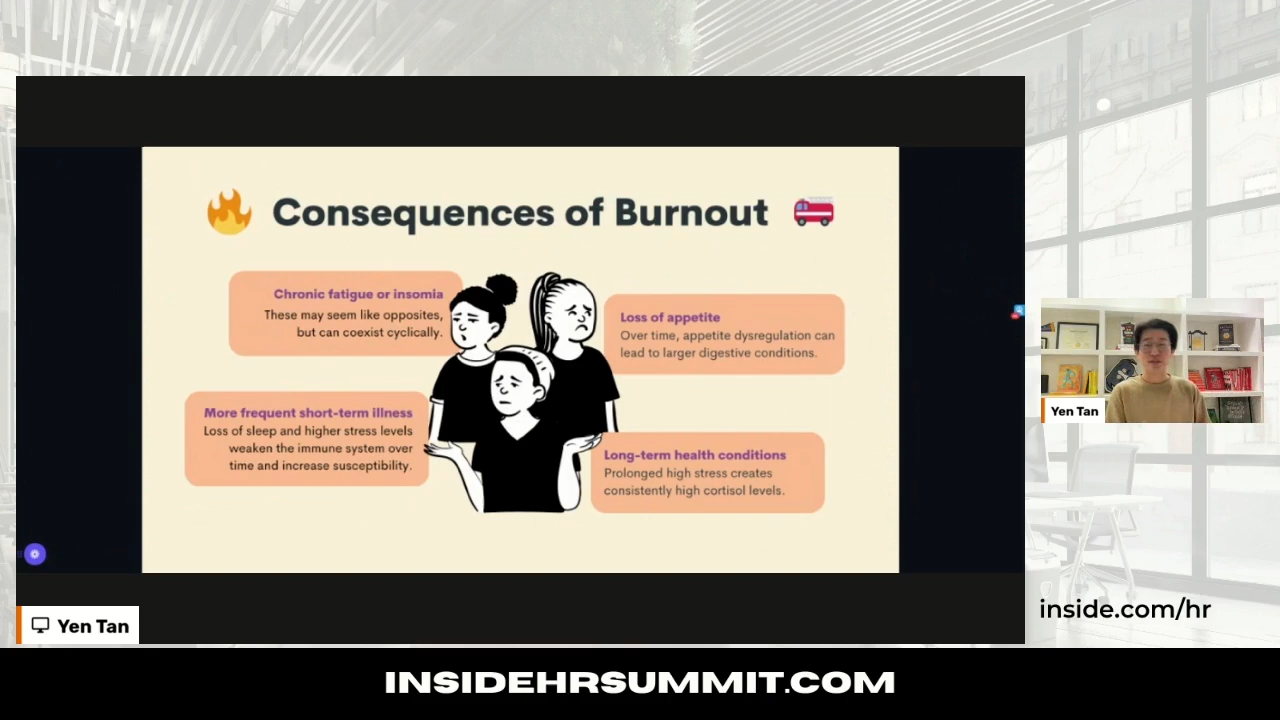 Consequences of Burnout
Chronic fatigue or insomia
These may seem like opposites,
but can coexist cyclically.
Loss of appetite
Over time, appetite dysregulation can
lead to larger digestive conditions.
More frequent short-term illness
Loss of sleep and higher stress levels
weaken the immune system over
time and increase susceptibility.
Long-term health conditions
Prolonged high stress creates
consistently high cortisol levels.
Yen Tan
Yen Tan
inside.com/hr
INSIDEHRSUMMIT.COM